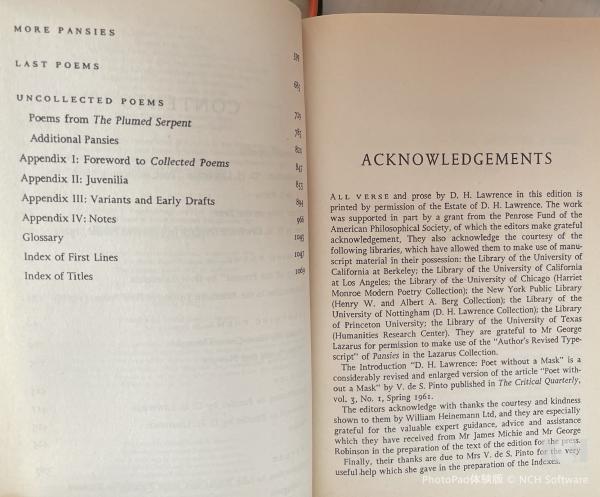 MORE PANSIES
LAST POEMS 683
UNCOLLECTED POEMS 709
Poems from The Plumed Serpent 785
Additional Pansies 821
Appendix I: Foreword to Collected Poems 847
Appendix II: Juvenilia 853
Appendix III: Variants and Early Drafts 894
Appendix IV: Notes 966
Glossary 1045
Index of First Lines 1047
Index of Titles 1069
ACKNOWLEDGEMENTS
ALL VERSE and prose by D. H. Lawrence in this edition is
printed by permission of the Estate of D. H. Lawrence. The work
was supported in part by a grant from the Penrose Fund of the
American Philosophical Society, of which the editors make grateful
acknowledgement. They also acknowledge the courtesy of the
following libraries, which have allowed them to make use of manu-
script material in their possession: the Library of the University of
California at Berkeley; the Library of the University of California
at Los Angeles; the Library of the University of Chicago (Harriet
Monroe Modern Poetry Collection); the New York Public Library
(Henry W. and Albert A. Berg Collection); the Library of the
University of Nottingham (D. H. Lawrence Collection); the Library
of Princeton University; the Library of the University of Texas
(Humanities Research Center). They are grateful to Mr George
Lazarus for permission to make use of the "Author's Revised Type-
script" of Pansies in the Lazarus Collection.
The Introduction "D. H. Lawrence: Poet without a Mask" is a
considerably revised and enlarged version of the article "Poet with-
out a Mask" by V. de S. Pinto published in The Critical Quarterly,
vol. 3, No. 1, Spring 1961.
The editors acknowledge with thanks the courtesy and kindness
shown to them by William Heinemann Ltd, and they are especially
grateful for the valuable expert guidance, advice and assistance
which they have received from Mr James Michie and Mr George
Robinson in the preparation of the text of the edition for the press.
Finally, their thanks are due to Mrs V. de S. Pinto for the very
useful help which she gave in the preparation of the Indexes.
PhotoPad体験版 © NCH Software